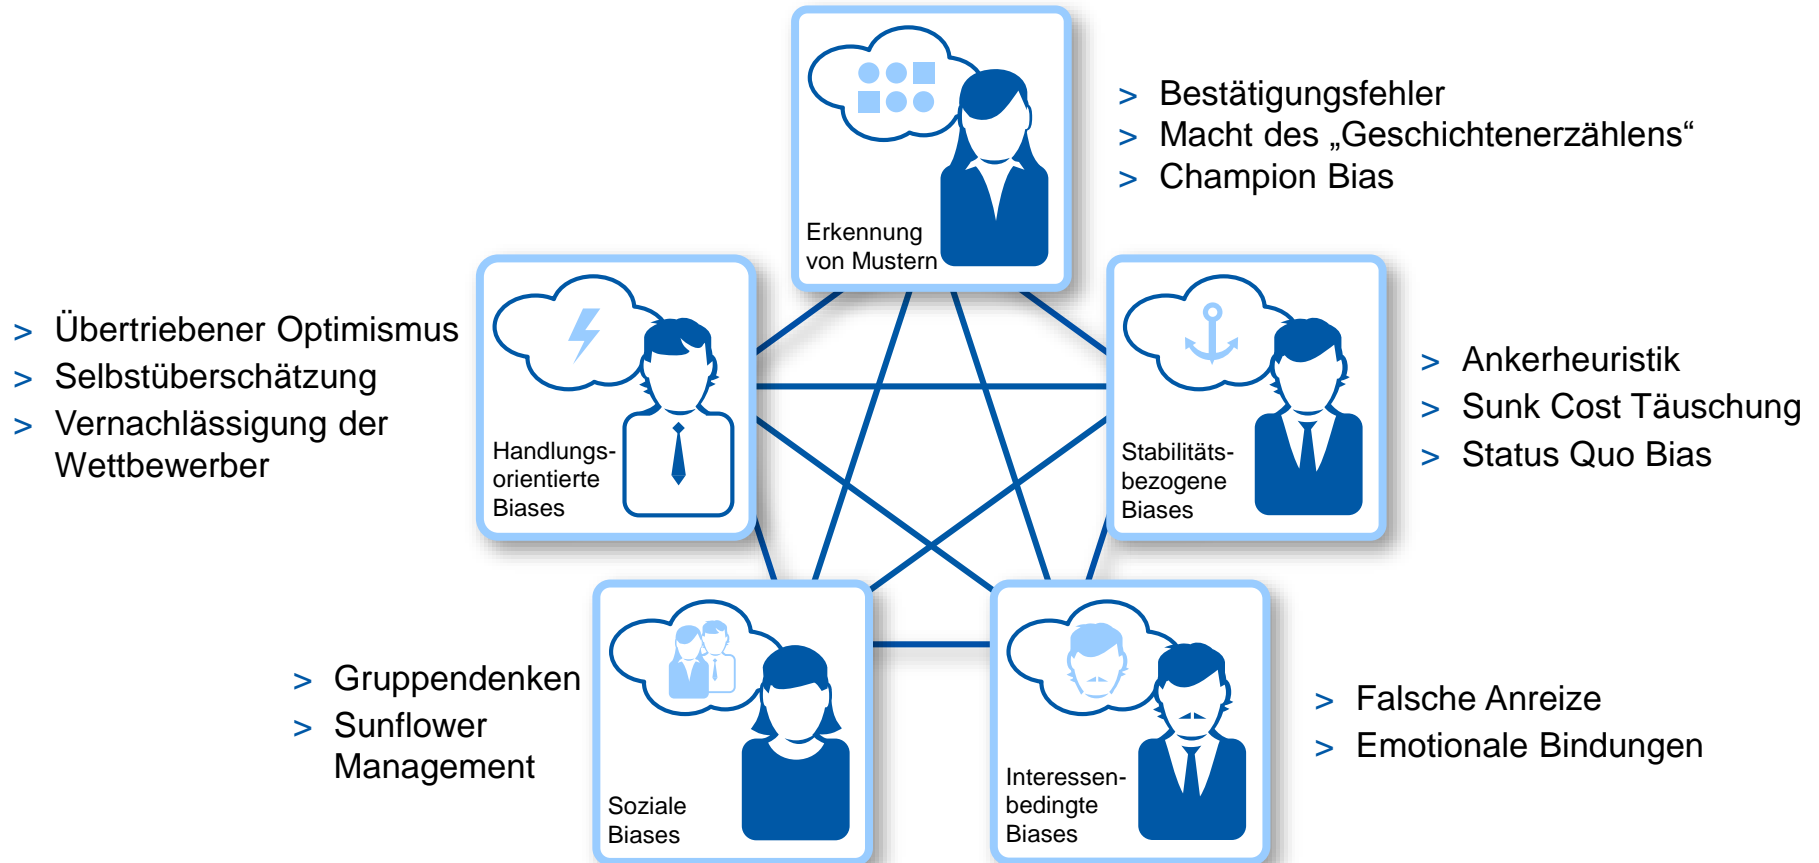 Erkennung
von Mustern
> Bestätigungsfehler
> Macht des „Geschichtenerzählens“
> Champion Bias
> Übertriebener Optimismus
> Selbstüberschätzung
> Vernachlässigung der
Wettbewerber
Handlungs-
orientierte
Biases
Stabilitäts-
bezogene
Biases
> Ankerheuristik
> Sunk Cost Täuschung
> Status Quo Bias
> Gruppendenken
> Sunflower
Management
Soziale
Biases
Interessen-
bedingte
Biases
> Falsche Anreize
> Emotionale Bindungen